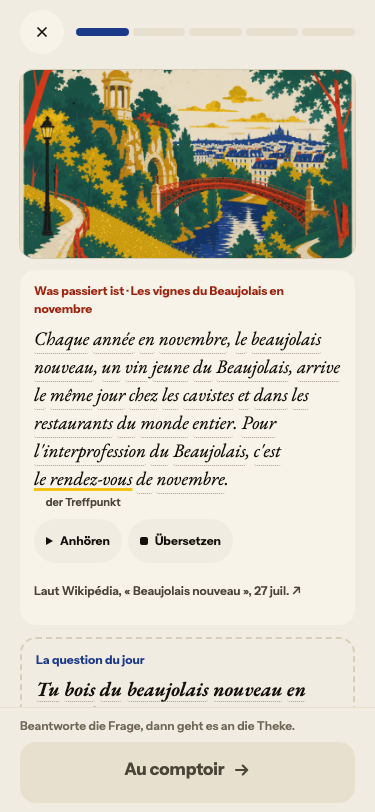 Was passiert ist · Les vignes du Beaujolais en
novembre
Chaque année en novembre, le beaujolais
nouveau, un vin jeune du Beaujolais, arrive
le même jour chez les cavistes et dans les
restaurants du monde entier. Pour
l'interprofession du Beaujolais, c'est
le rendez-vous de novembre.
der Treffpunkt
Anhören Übersetzen
Laut Wikipédia, « Beaujolais nouveau », 27 juil. ↗
La question du jour
Tu bois du beaujolais nouveau en
Beantworte die Frage, dann geht es an die Theke.
Au comptoir →